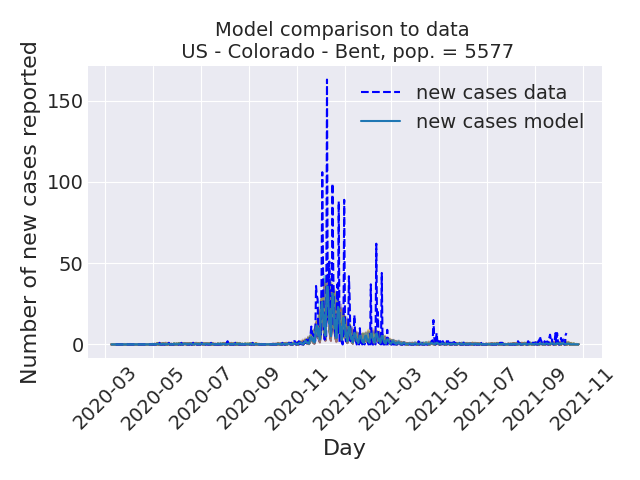 Model comparison to data
US - Colorado - Bent, pop. = 5577
Number of new cases reported
150
100
50
0
new cases data
new cases model
2020-03
2020-05
2020-07
2020-09
2020-11
2021-01
2021-03
2021-05
2021-07
2021-09
2021-11
Day